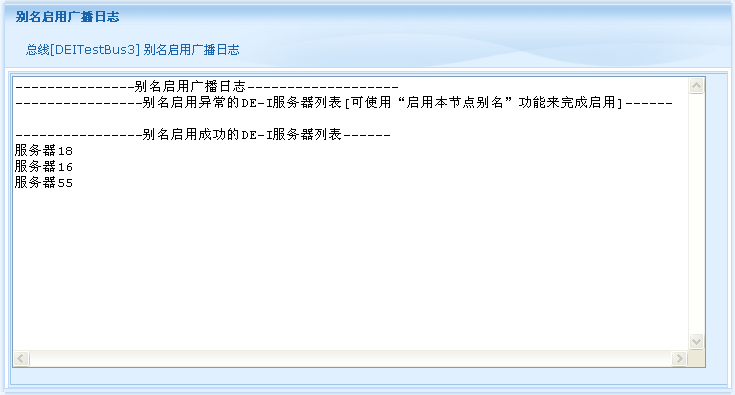 别名启用广播日志
总线[DEITestBus3] 别名启用广播日志
---------------别名启用广播日志-------------------
----------------别名启用异常的DE-I服务器列表[可使用“启用本节点别名”功能来完成启用]------
----------------别名启用成功的DE-I服务器列表------
服务器18
服务器16
服务器55